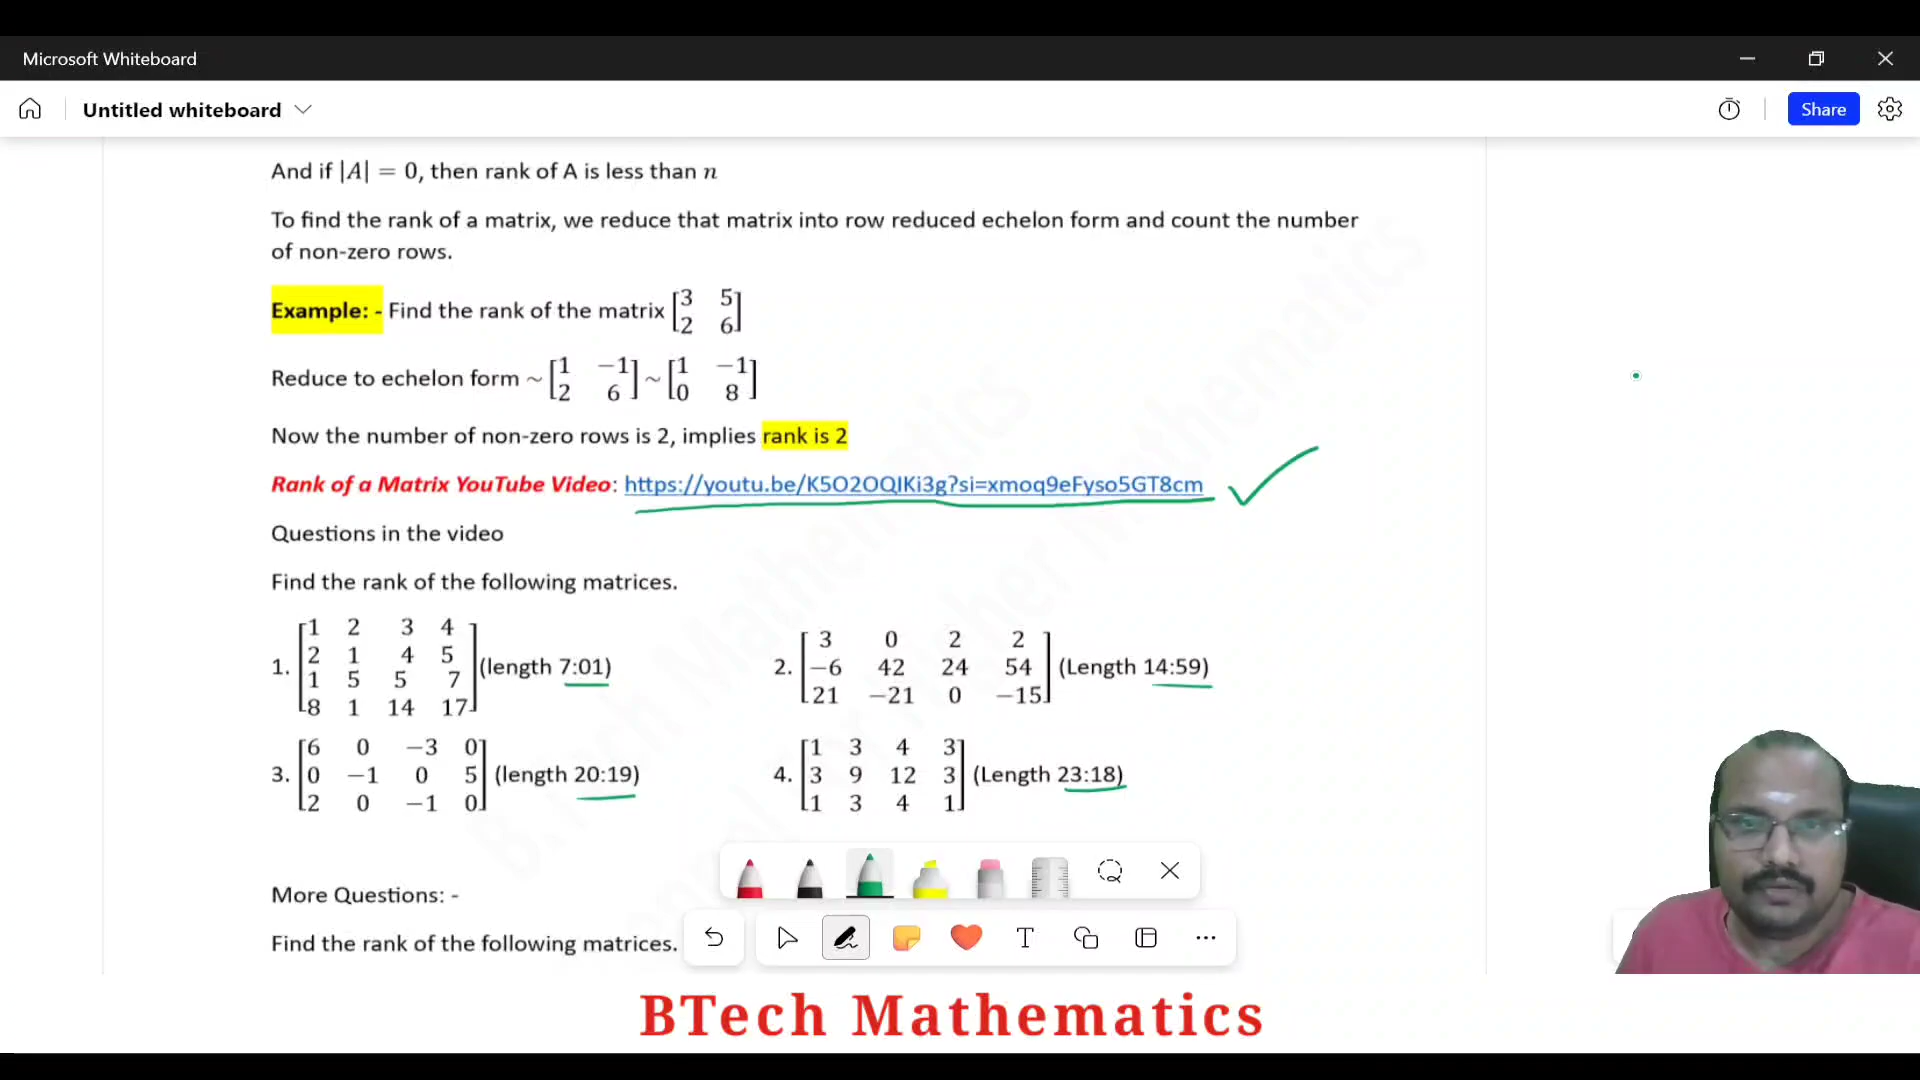 Microsoft Whiteboard
Untitled whiteboard
Share
And if |A| = 0, then rank of A is less than n
To find the rank of a matrix, we reduce that matrix into row reduced echelon form and count the number
of non-zero rows.
Example: - Find the rank of the matrix [3 5; 2 6]
Reduce to echelon form ~ [1 −1; 2 6] ~ [1 −1; 0 8]
Now the number of non-zero rows is 2, implies rank is 2
Rank of a Matrix YouTube Video: https://youtu.be/K5O2OQIKi3g?si=xmoq9eFyso5GT8cm
Questions in the video
Find the rank of the following matrices.
1. [1 2 3 4; 2 1 4 5; 1 5 5 7; 8 1 14 17] (length 7:01)
2. [3 0 2 2; −6 42 24 54; 21 −21 0 −15] (Length 14:59)
3. [6 0 −3 0; 0 −1 0 5; 2 0 −1 0] (length 20:19)
4. [1 3 4 3; 3 9 12 3; 1 3 4 1] (Length 23:18)
More Questions: -
Find the rank of the following matrices.
BTech Mathematics